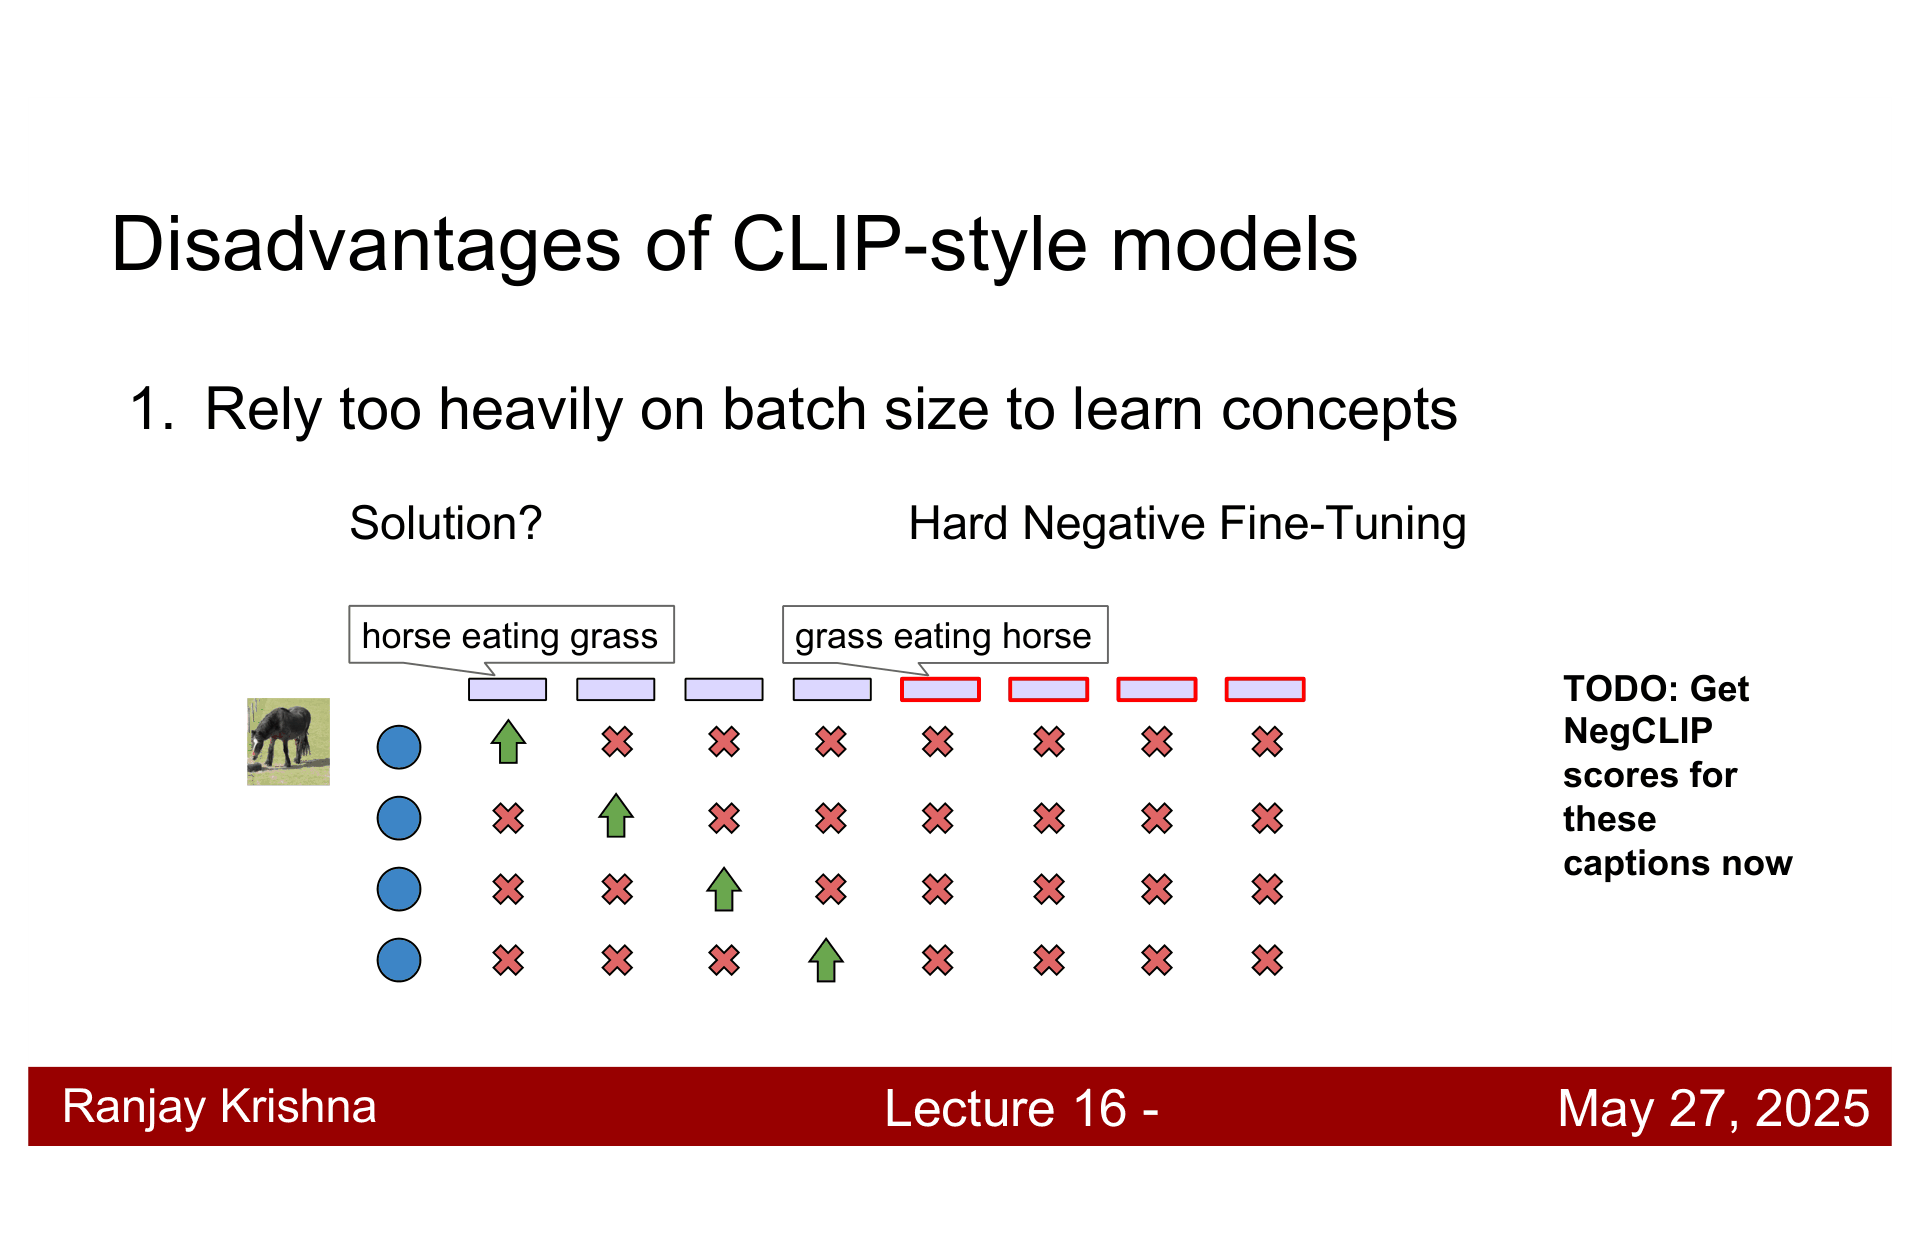 Disadvantages of CLIP-style models
1. Rely too heavily on batch size to learn concepts
Solution?
Hard Negative Fine-Tuning
horse eating grass
grass eating horse
TODO: Get
NegCLIP
scores for
these
captions now
Ranjay Krishna
Lecture 16 -
May 27, 2025